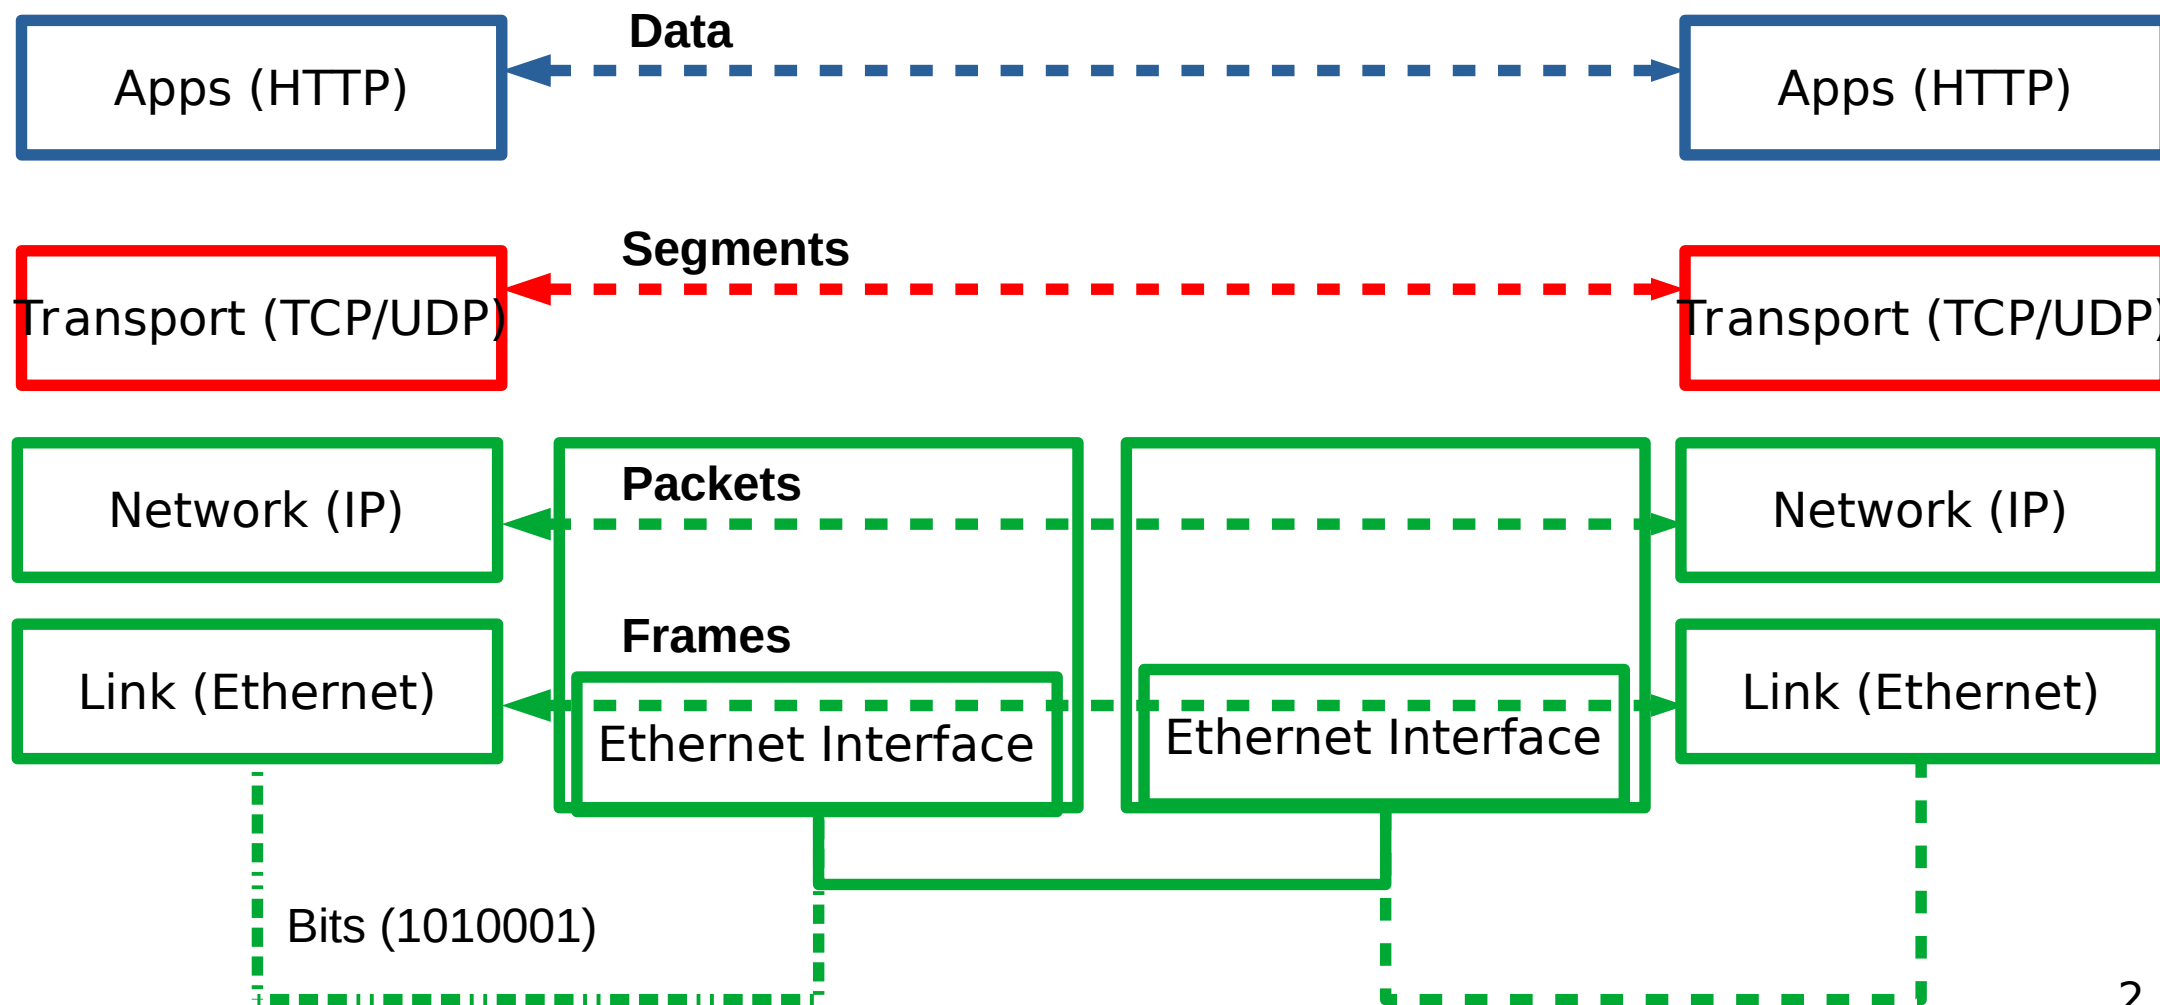 Data
Apps (HTTP)
Apps (HTTP)
Segments
Transport (TCP/UDP)
Transport (TCP/UDP)
Packets
Network (IP)
Network (IP)
Frames
Link (Ethernet)
Ethernet Interface
Ethernet Interface
Link (Ethernet)
Bits (1010001)
2